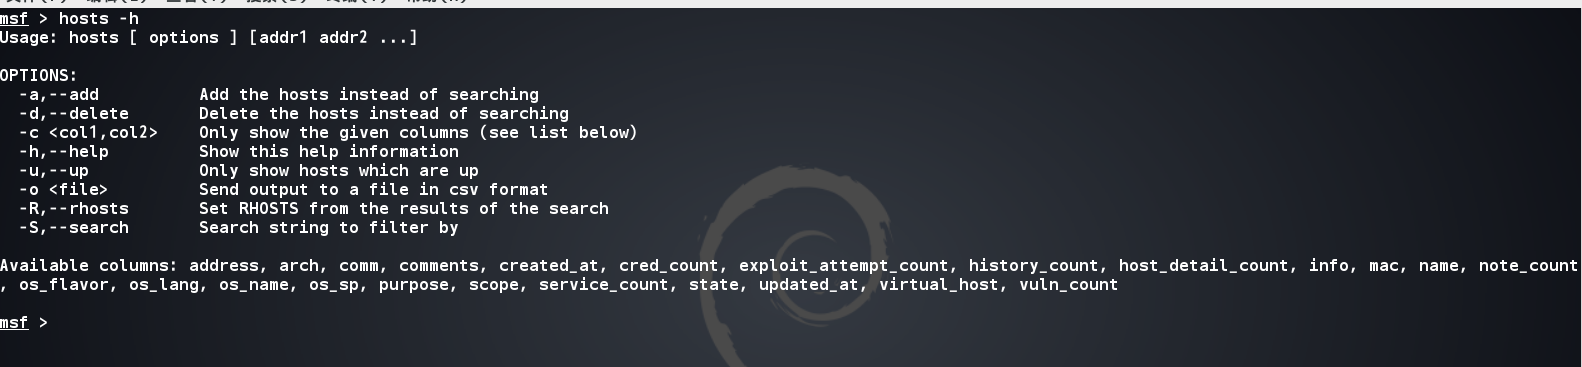 msf > hosts -h
Usage: hosts [ options ] [addr1 addr2 ...]
OPTIONS:
-a,--add Add the hosts instead of searching
-d,--delete Delete the hosts instead of searching
-c <col1,col2> Only show the given columns (see list below)
-h,--help Show this help information
-u,--up Only show hosts which are up
-o <file> Send output to a file in csv format
-R,--rhosts Set RHOSTS from the results of the search
-S,--search Search string to filter by
Available columns: address, arch, comm, comments, created_at, cred_count, exploit_attempt_count, history_count, host_detail_count, info, mac, name, note_count
, os_flavor, os_lang, os_name, os_sp, purpose, scope, service_count, state, updated_at, virtual_host, vuln_count
msf >